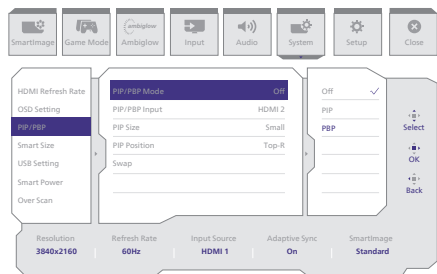 ambiglow
SmartImage Game Mode Ambiglow Input Audio System Setup Close
HDMI Refresh Rate
OSD Setting
PIP/PBP
Smart Size
USB Setting
Smart Power
Over Scan
PIP/PBP Mode Off
PIP/PBP Input HDMI 2
PIP Size Small
PIP Position Top-R
Swap
Off
PIP
PBP
Select
OK
Back
Resolution Refresh Rate Input Source Adaptive Sync SmartImage
3840x2160 60Hz HDMI 1 On Standard